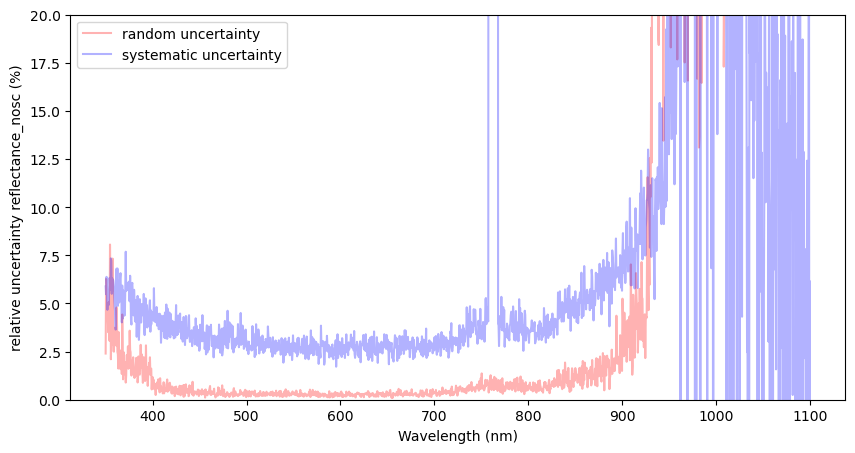 20.0
17.5
15.0
12.5
10.0
7.5
5.0
2.5
0.0
relative uncertainty reflectance_nosc (%)
random uncertainty
systematic uncertainty
400 500 600 700 800 900 1000 1100
Wavelength (nm)